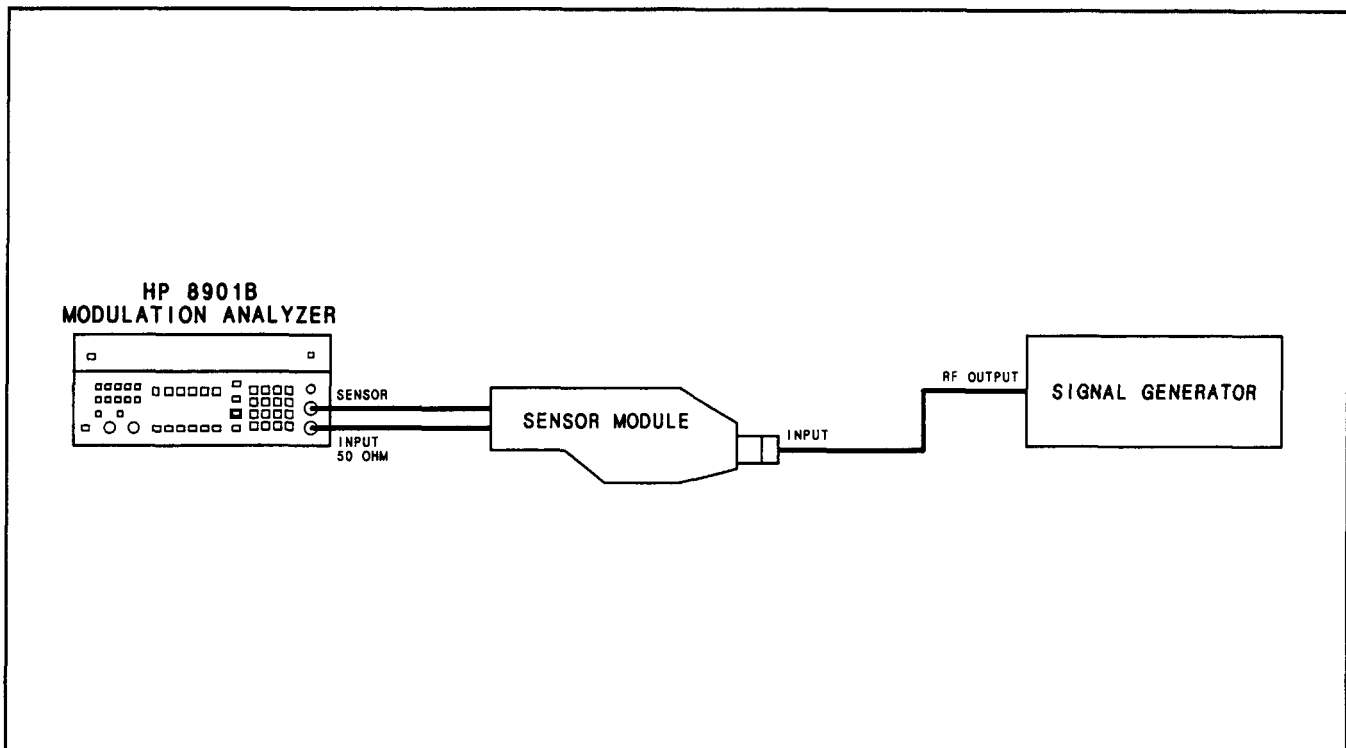 HP 8901B
MODULATION ANALYZER
SENSOR
INPUT
50 OHM
SENSOR MODULE
INPUT
RF OUTPUT
SIGNAL GENERATOR